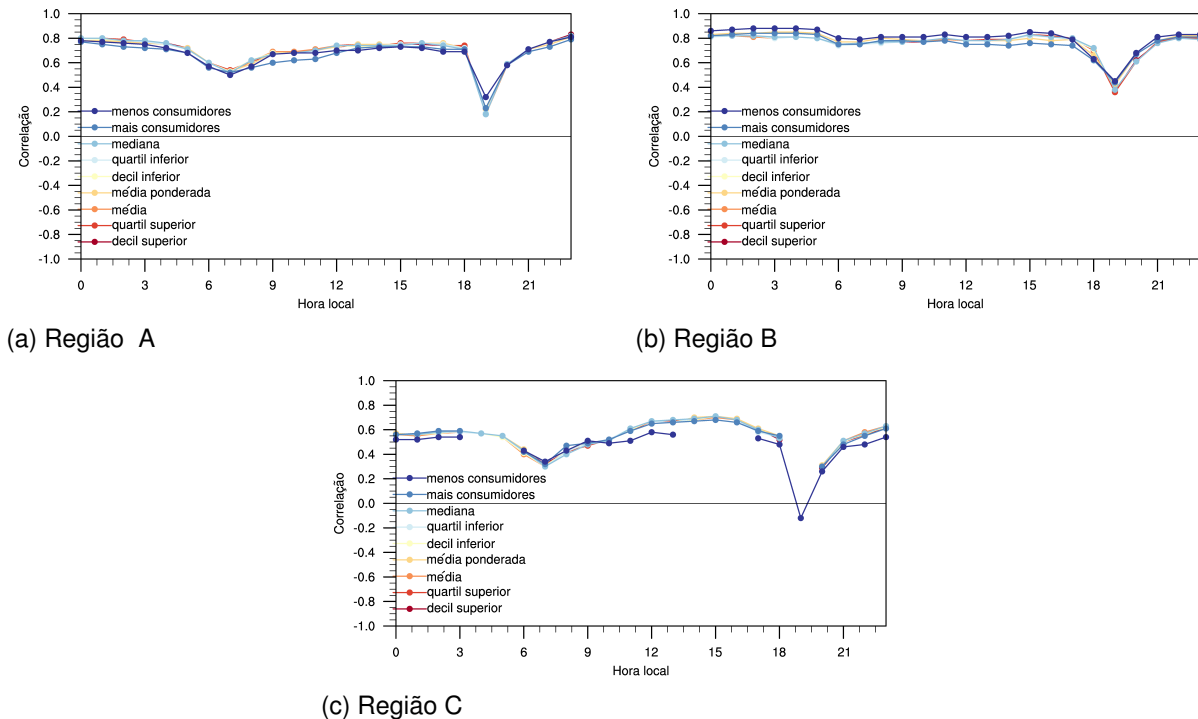 1.0
0.8
0.6
0.4
0.2
0.0
-0.2
-0.4
-0.6
-0.8
-1.0
Correlação
menos consumidores
mais consumidores
mediana
quartil inferior
decil inferior
média ponderada
média
quartil superior
decil superior
0 3 6 9 12 15 18 21
Hora local
(a) Região A
1.0
0.8
0.6
0.4
0.2
0.0
-0.2
-0.4
-0.6
-0.8
-1.0
Correlação
menos consumidores
mais consumidores
mediana
quartil inferior
decil inferior
média ponderada
média
quartil superior
decil superior
0 3 6 9 12 15 18 21
Hora local
(b) Região B
1.0
0.8
0.6
0.4
0.2
0.0
-0.2
-0.4
-0.6
-0.8
-1.0
Correlação
menos consumidores
mais consumidores
mediana
quartil inferior
decil inferior
média ponderada
média
quartil superior
decil superior
0 3 6 9 12 15 18 21
Hora local
(c) Região C